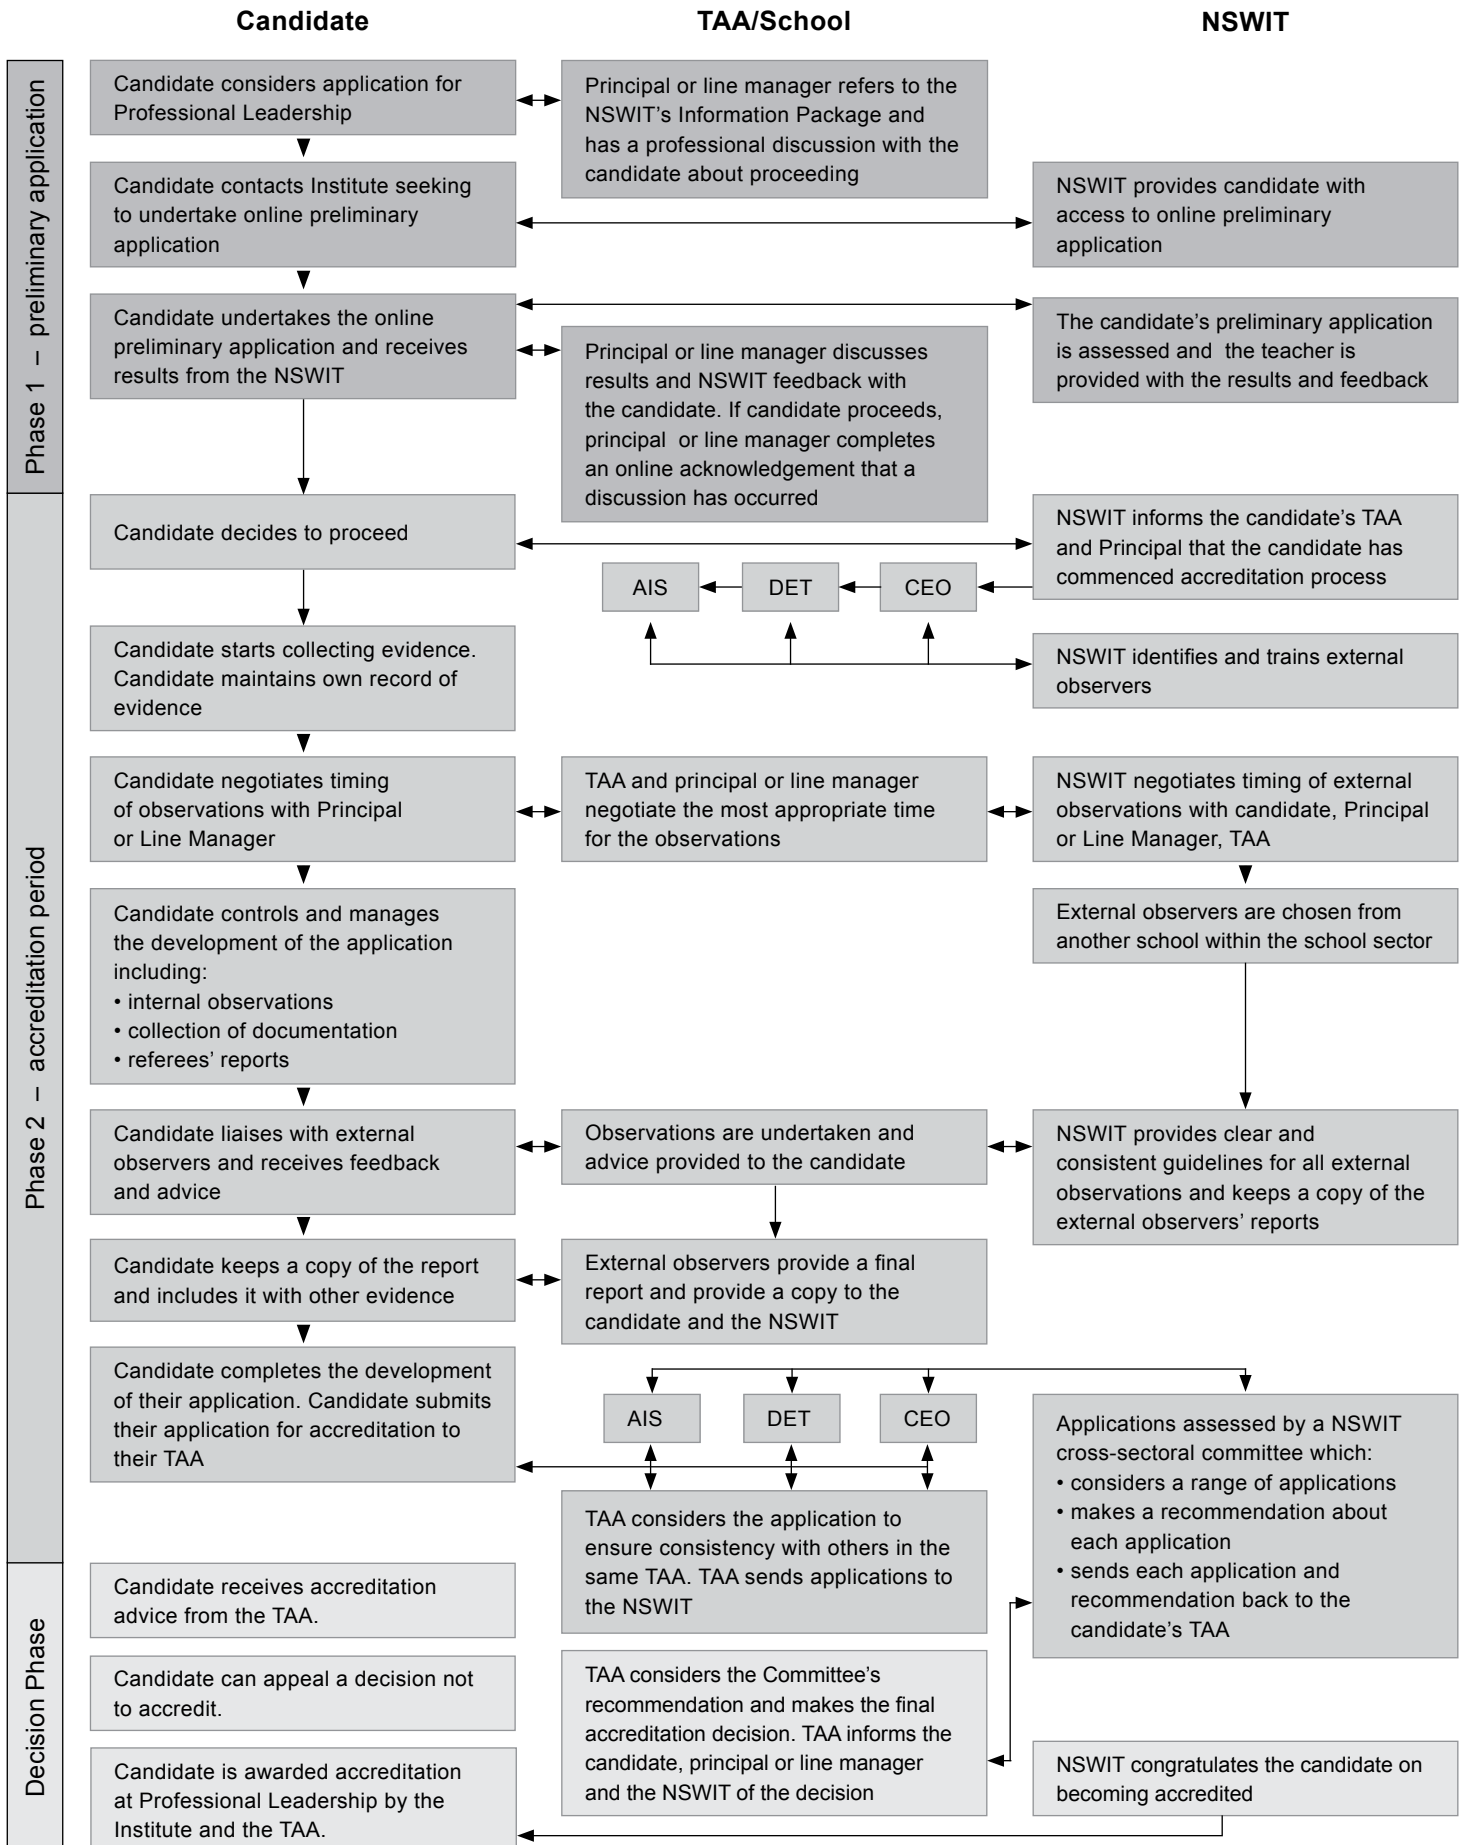 Candidate
TAA/School
NSWIT
Phase 1 – preliminary application
Candidate considers application for
Professional Leadership
Principal or line manager refers to the
NSWIT's Information Package and
has a professional discussion with the
candidate about proceeding
Candidate contacts Institute seeking
to undertake online preliminary
application
NSWIT provides candidate with
access to online preliminary
application
Candidate undertakes the online
preliminary application and receives
results from the NSWIT
Principal or line manager discusses
results and NSWIT feedback with
the candidate. If candidate proceeds,
principal or line manager completes
an online acknowledgement that a
discussion has occurred
The candidate's preliminary application
is assessed and the teacher is
provided with the results and feedback
Phase 2 – accreditation period
Candidate decides to proceed
NSWIT informs the candidate's TAA
and Principal that the candidate has
commenced accreditation process
AIS
DET
CEO
Candidate starts collecting evidence.
Candidate maintains own record of
evidence
NSWIT identifies and trains external
observers
Candidate negotiates timing
of observations with Principal
or Line Manager
TAA and principal or line manager
negotiate the most appropriate time
for the observations
NSWIT negotiates timing of external
observations with candidate, Principal
or Line Manager, TAA
Candidate controls and manages
the development of the application
including:
• internal observations
• collection of documentation
• referees' reports
External observers are chosen from
another school within the school sector
Candidate liaises with external
observers and receives feedback
and advice
Observations are undertaken and
advice provided to the candidate
NSWIT provides clear and
consistent guidelines for all external
observations and keeps a copy of the
external observers' reports
Candidate keeps a copy of the report
and includes it with other evidence
External observers provide a final
report and provide a copy to the
candidate and the NSWIT
Candidate completes the development
of their application. Candidate submits
their application for accreditation to
their TAA
AIS
DET
CEO
Applications assessed by a NSWIT
cross-sectoral committee which:
• considers a range of applications
• makes a recommendation about
each application
• sends each application and
recommendation back to the
candidate's TAA
TAA considers the application to
ensure consistency with others in the
same TAA. TAA sends applications to
the NSWIT
Decision Phase
Candidate receives accreditation
advice from the TAA.
Candidate can appeal a decision not
to accredit.
TAA considers the Committee's
recommendation and makes the final
accreditation decision. TAA informs the
candidate, principal or line manager
and the NSWIT of the decision
Candidate is awarded accreditation
at Professional Leadership by the
Institute and the TAA.
NSWIT congratulates the candidate on
becoming accredited